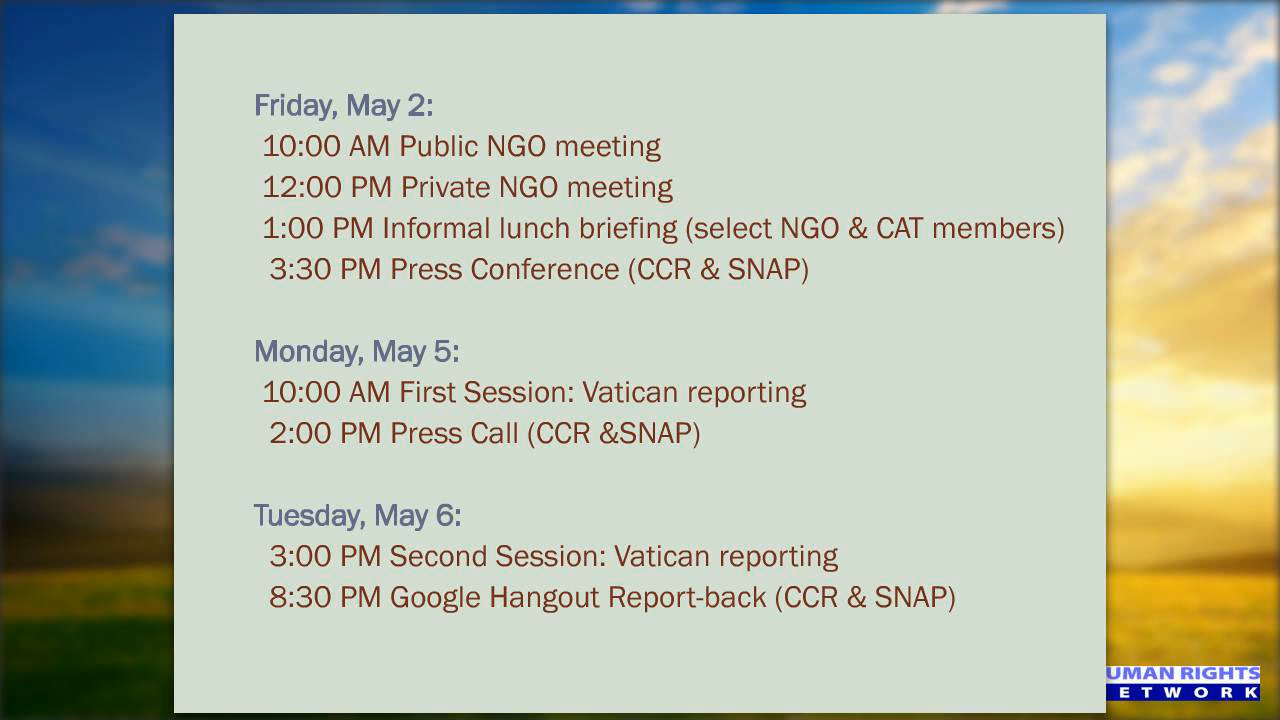 Friday, May 2:
10:00 AM Public NGO meeting
12:00 PM Private NGO meeting
1:00 PM Informal lunch briefing (select NGO & CAT members)
3:30 PM Press Conference (CCR & SNAP)
Monday, May 5:
10:00 AM First Session: Vatican reporting
2:00 PM Press Call (CCR &SNAP)
Tuesday, May 6:
3:00 PM Second Session: Vatican reporting
8:30 PM Google Hangout Report-back (CCR & SNAP)
UMAN RIGHTS
ETWORK